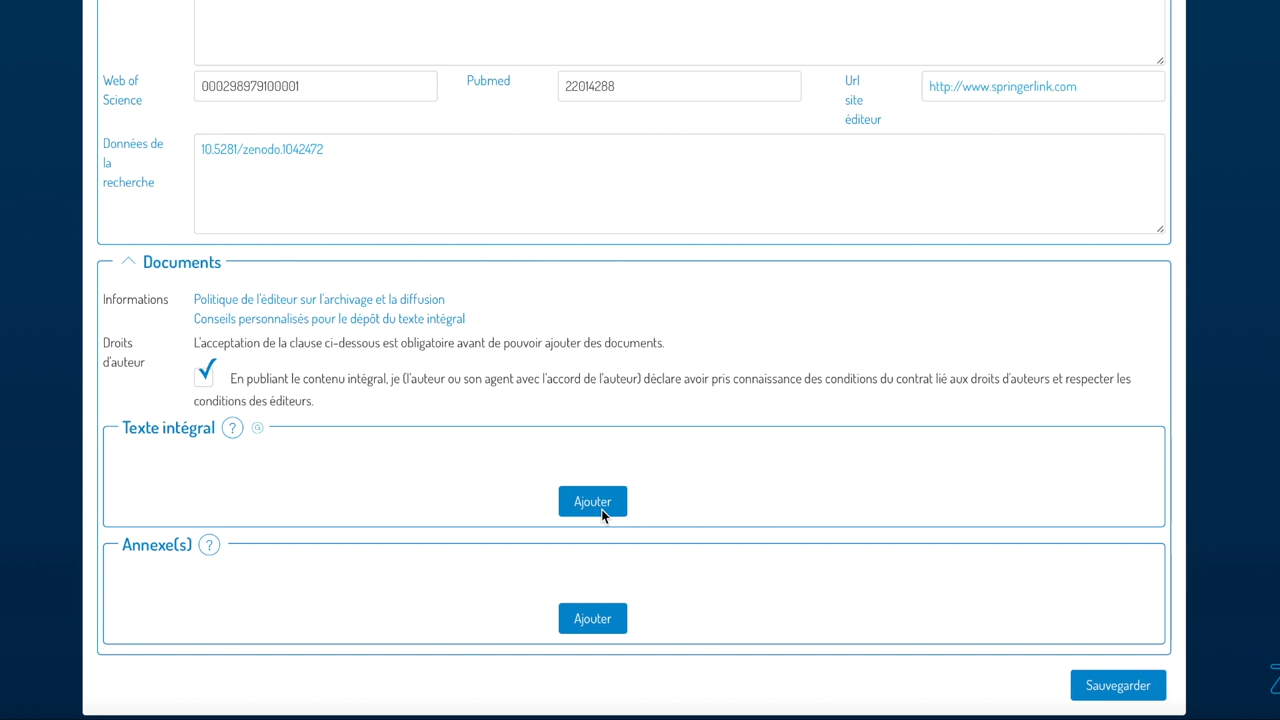 Web of
Science
000298979100001
Pubmed
22014288
Url
site
éditeur
http://www.springerlink.com
Données de
la
recherche
10.5281/zenodo.1042472
Documents
Informations
Politique de l'éditeur sur l'archivage et la diffusion
Conseils personnalisés pour le dépôt du texte intégral
Droits
d'auteur
L'acceptation de la clause ci-dessous est obligatoire avant de pouvoir ajouter des documents.
En publiant le contenu intégral, je (l'auteur ou son agent avec l'accord de l'auteur) déclare avoir pris connaissance des conditions du contrat lié aux droits d'auteurs et respecter les
conditions des éditeurs.
Texte intégral ?
Ajouter
Annexe(s) ?
Ajouter
Sauvegarder